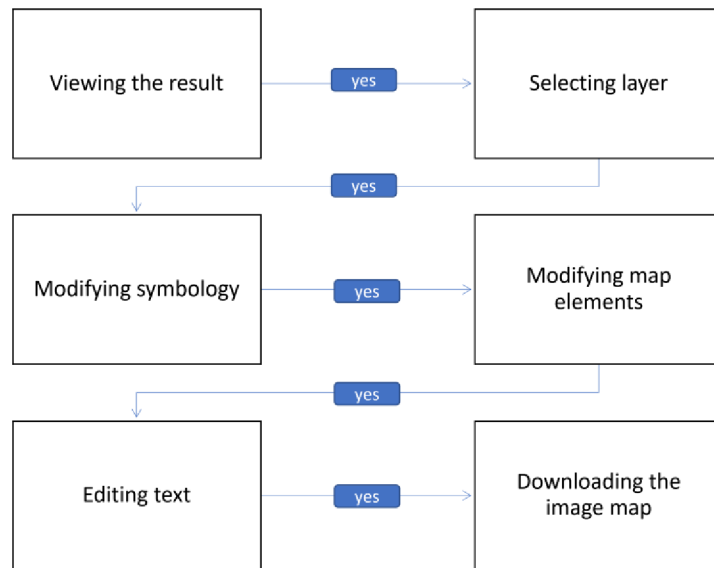 Viewing the result
yes
Selecting layer
yes
Modifying symbology
yes
Modifying map
elements
yes
Editing text
yes
Downloading the
image map